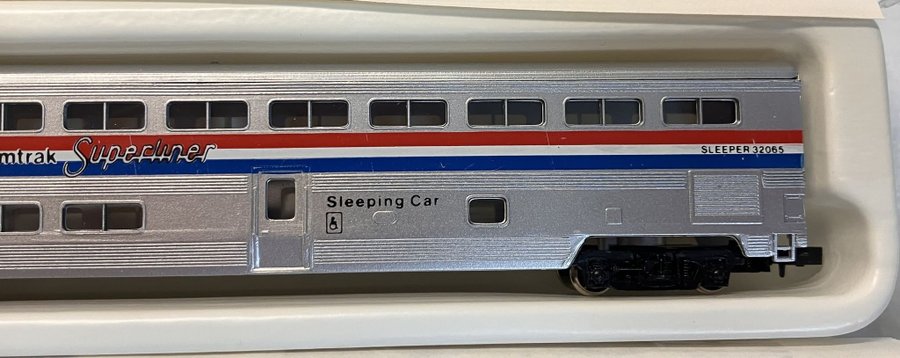 mtrak Superliner
SLEEPER 32065
Sleeping Car